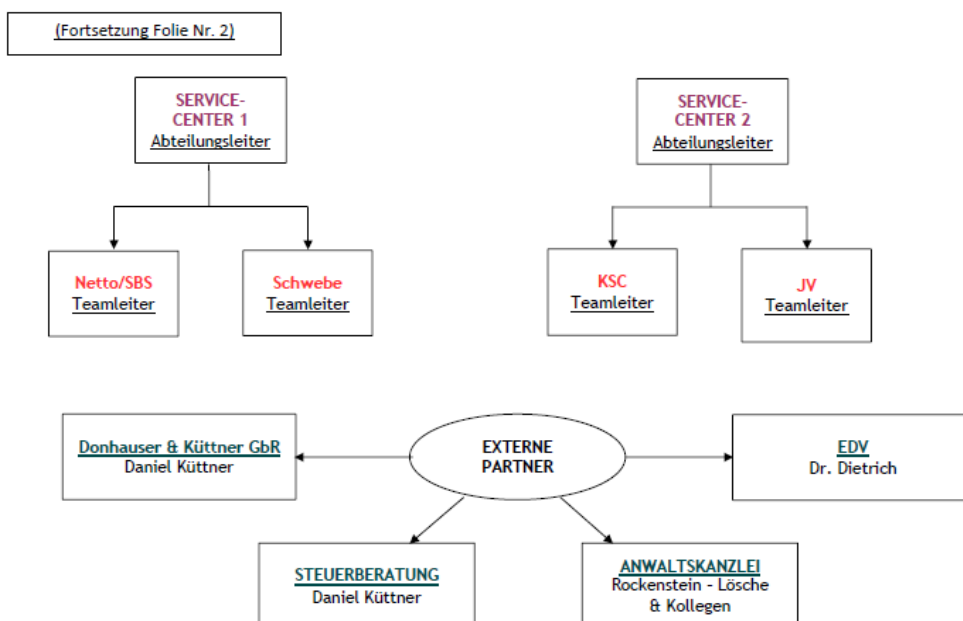 (Fortsetzung Folie Nr. 2)
SERVICE-
CENTER 1
Abteilungsleiter
SERVICE-
CENTER 2
Abteilungsleiter
Netto/SBS
Teamleiter
Schwebe
Teamleiter
KSC
Teamleiter
JV
Teamleiter
Donhauser & Küttner GbR
Daniel Küttner
EXTERNE
PARTNER
EDV
Dr. Dietrich
STEUERBERATUNG
Daniel Küttner
ANWALTSKANZLEI
Rockenstein - Lösche
& Kollegen